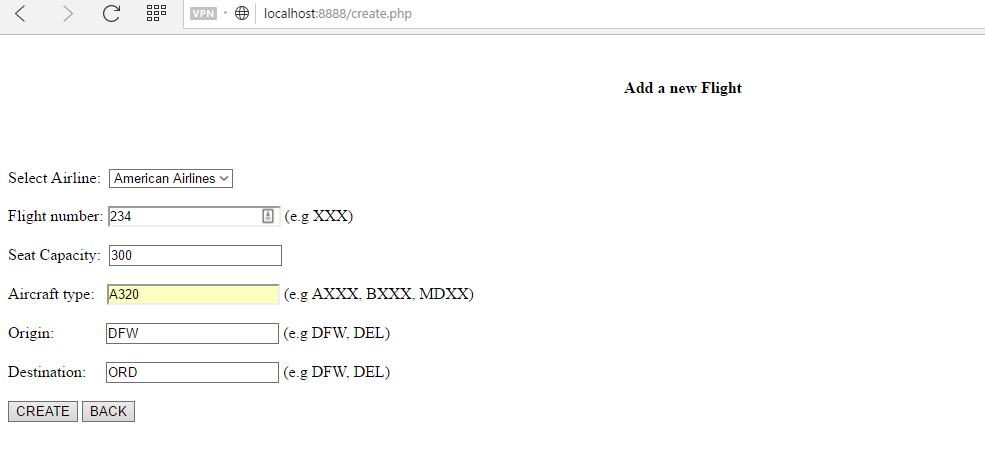 VPN localhost:8888/create.php
Add a new Flight
Select Airline: American Airlines
Flight number: 234 (e.g XXX)
Seat Capacity: 300
Aircraft type: A320 (e.g AXXX, BXXX, MDXX)
Origin: DFW (e.g DFW, DEL)
Destination: ORD (e.g DFW, DEL)
CREATE BACK